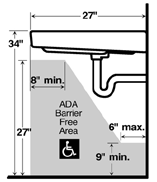 27"
34"
8" min.
ADA
Barrier
Free
Area
27"
6" max.
9" min.